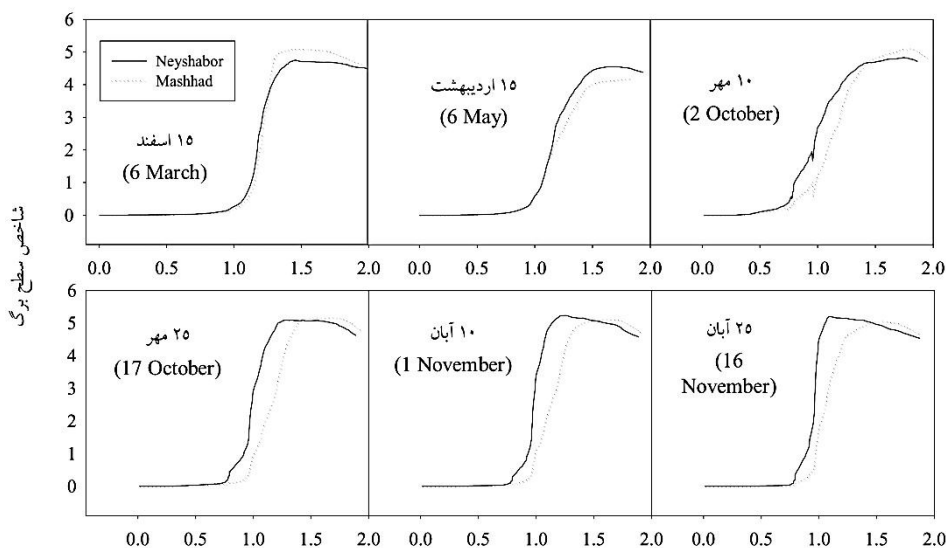 شاخص سطح برگ
6
5
4
3
2
1
0
Neyshabor
Mashhad
۱۵ اسفند
(6 March)
0.0 0.5 1.0 1.5 2.0
۱۵ اردیبهشت
(6 May)
0.0 0.5 1.0 1.5 2.0
۱۰ مهر
(2 October)
0.0 0.5 1.0 1.5 2.0
6
5
4
3
2
1
0
۲۵ مهر
(17 October)
0.0 0.5 1.0 1.5 2.0
۱۰ آبان
(1 November)
0.0 0.5 1.0 1.5 2.0
۲۵ آبان
(16
November)
0.0 0.5 1.0 1.5 2.0